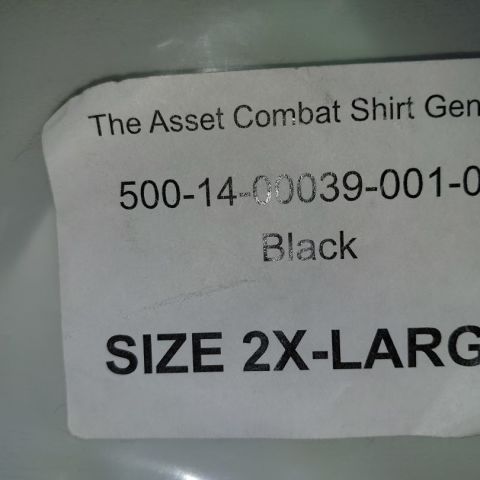 The Asset Combat Shirt Gen
500-14-00039-001-0
Black
SIZE 2X-LARG